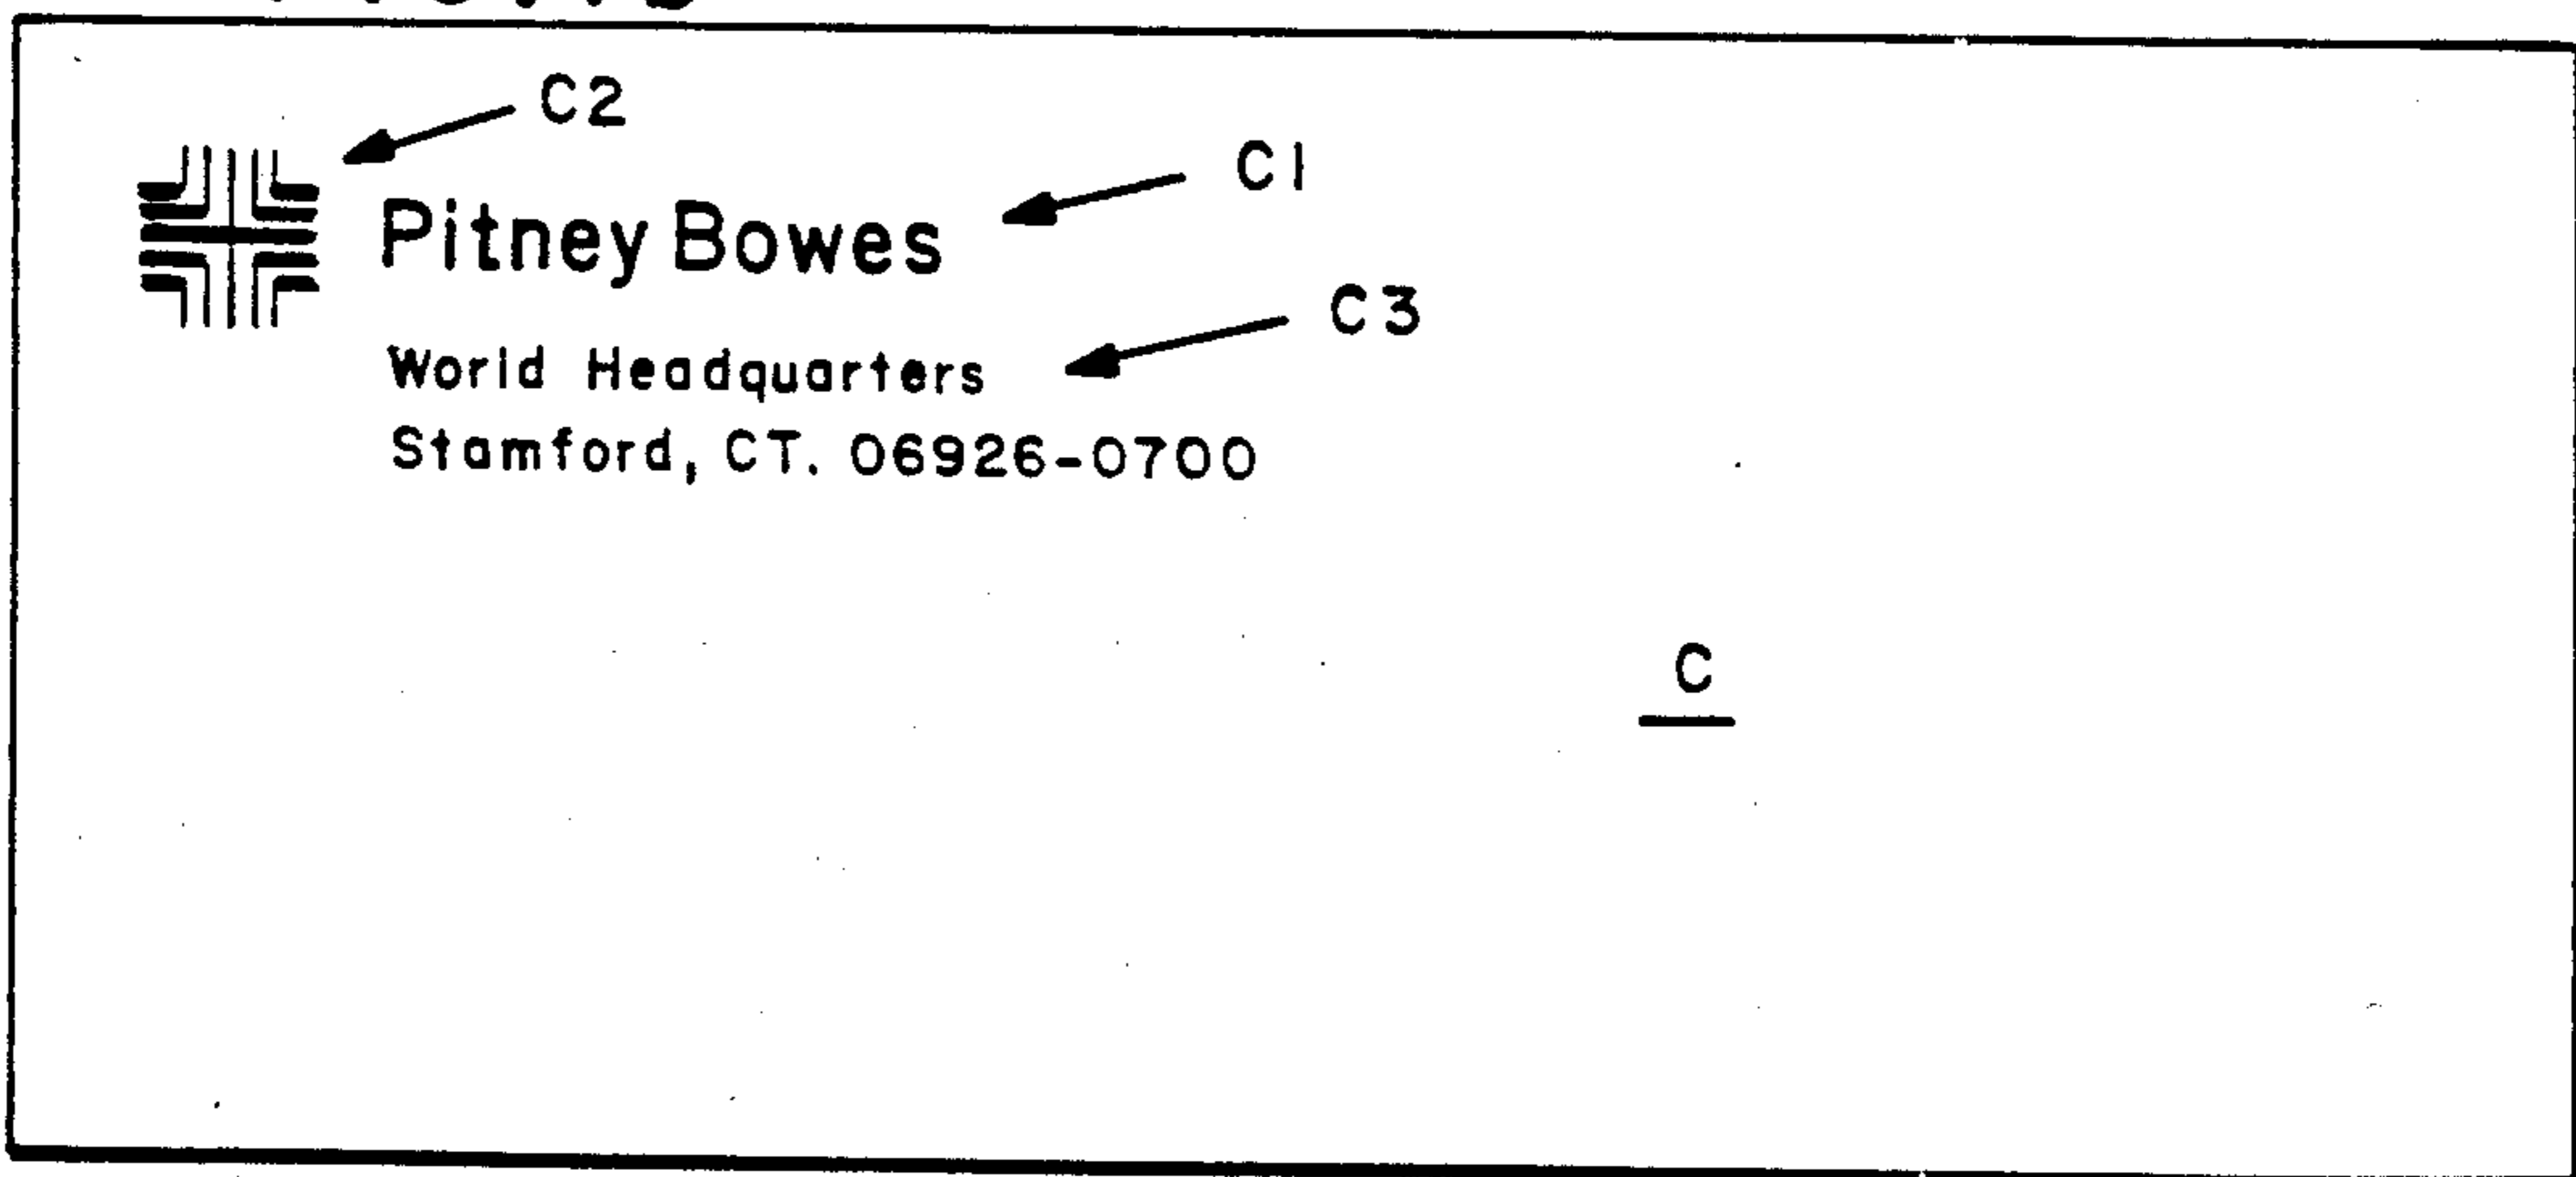 C2
C1
Pitney Bowes
C3
World Headquarters
Stamford, CT. 06926-0700
C